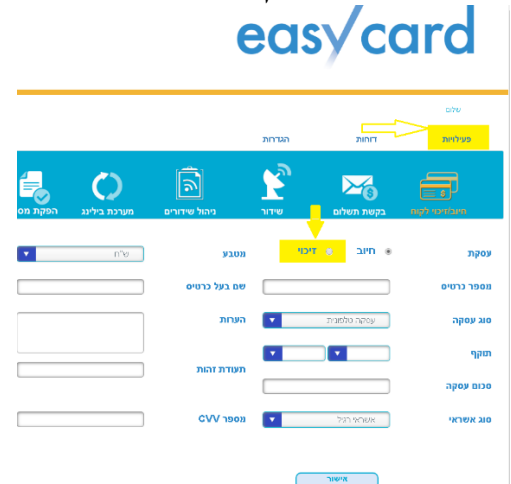 easycard
שלום
פעילויות דוחות הגדרות
חיוב/זיכוי לקוח בקשת תשלום שידור ניהול שידורים מערכת בילינג הפקת מס
עסקת חיוב זיכוי מטבע ש"ח
מספר כרטיס שם בעל כרטיס
סוג עסקה עסקה טלפונית הערות
תוקף
תעודת זהות
סכום עסקה
סוג אשראי אשראי רגיל מספר CVV
אישור